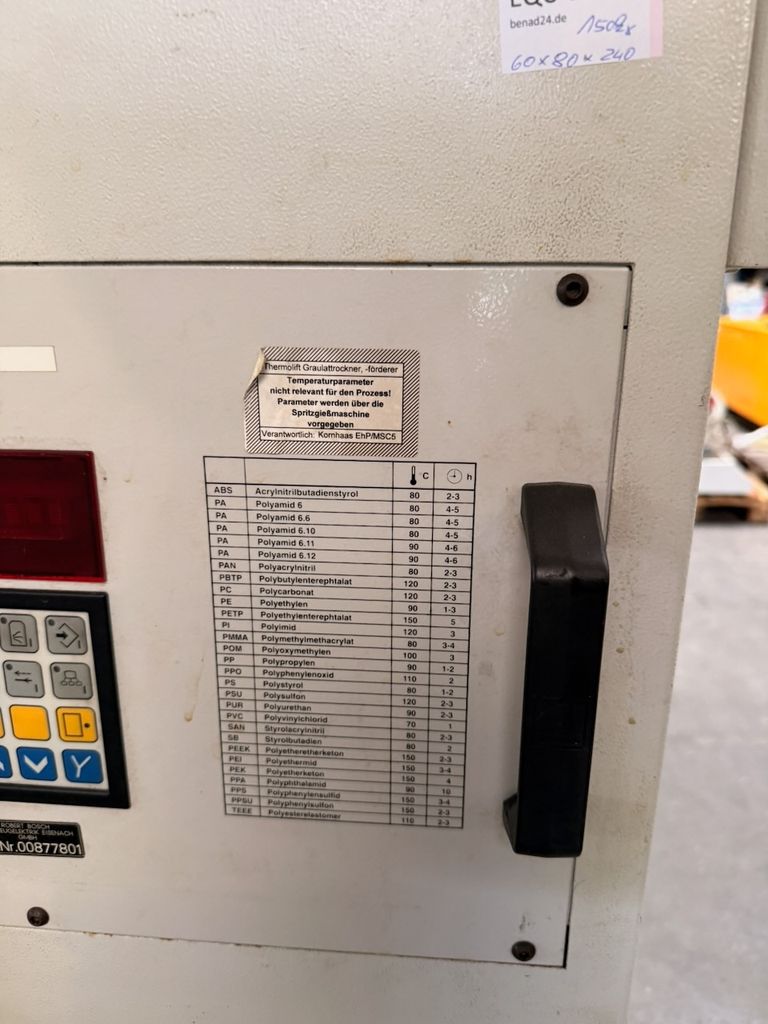 benad24.de
60 x 80 x 240
Thermolift Graulattrockner, -förderer
Temperaturparameter
nicht relevant für den Prozess!
Parameter werden über die
Spritzgießmaschine
vorgegeben
Verantwortlich: Kornhaas EhP/MSC5
C h
ABS Acrylnitrilbutadienstyrol 80 2-3
PA Polyamid 6 80 4-5
PA Polyamid 6.6 80 4-5
PA Polyamid 6.10 80 4-5
PA Polyamid 6.11 90 4-6
PA Polyamid 6.12 90 4-6
PAN Polyacrylnitril 80 2-3
PBTP Polybutylenterephtalat 120 2-3
PC Polycarbonat 120 2-3
PE Polyethylen 90 1-3
PETP Polyethylenterephtalat 150 5
PI Polyimid 120 3
PMMA Polymethylmethacrylat 80 3-4
POM Polyoxymethylen 100 3
PP Polypropylen 90 1-2
PPO Polyphenylenoxid 110 2
PS Polystyrol 80 1-2
PSU Polysulfon 120 2-3
PUR Polyurethan 90 2-3
PVC Polyvinylchlorid 70 1
SAN Styrolacrylnitril 80 2-3
SB Styrolbutadien 80 2
PEEK Polyetheretherketon 150 2-3
PEI Polyethermid 150 3-4
PEK Polyetherketon 150 4
PPA Polyphthalamid 90 10
PPS Polyphenylensulfid 150 3-4
PPSU Polyphenylsulfon 150 2-3
TEEE Polyesterelastomer 110 2-3
ROBERT BOSCH
EUGELEKTRIK EISENACH
GMBH
Nr.00877801